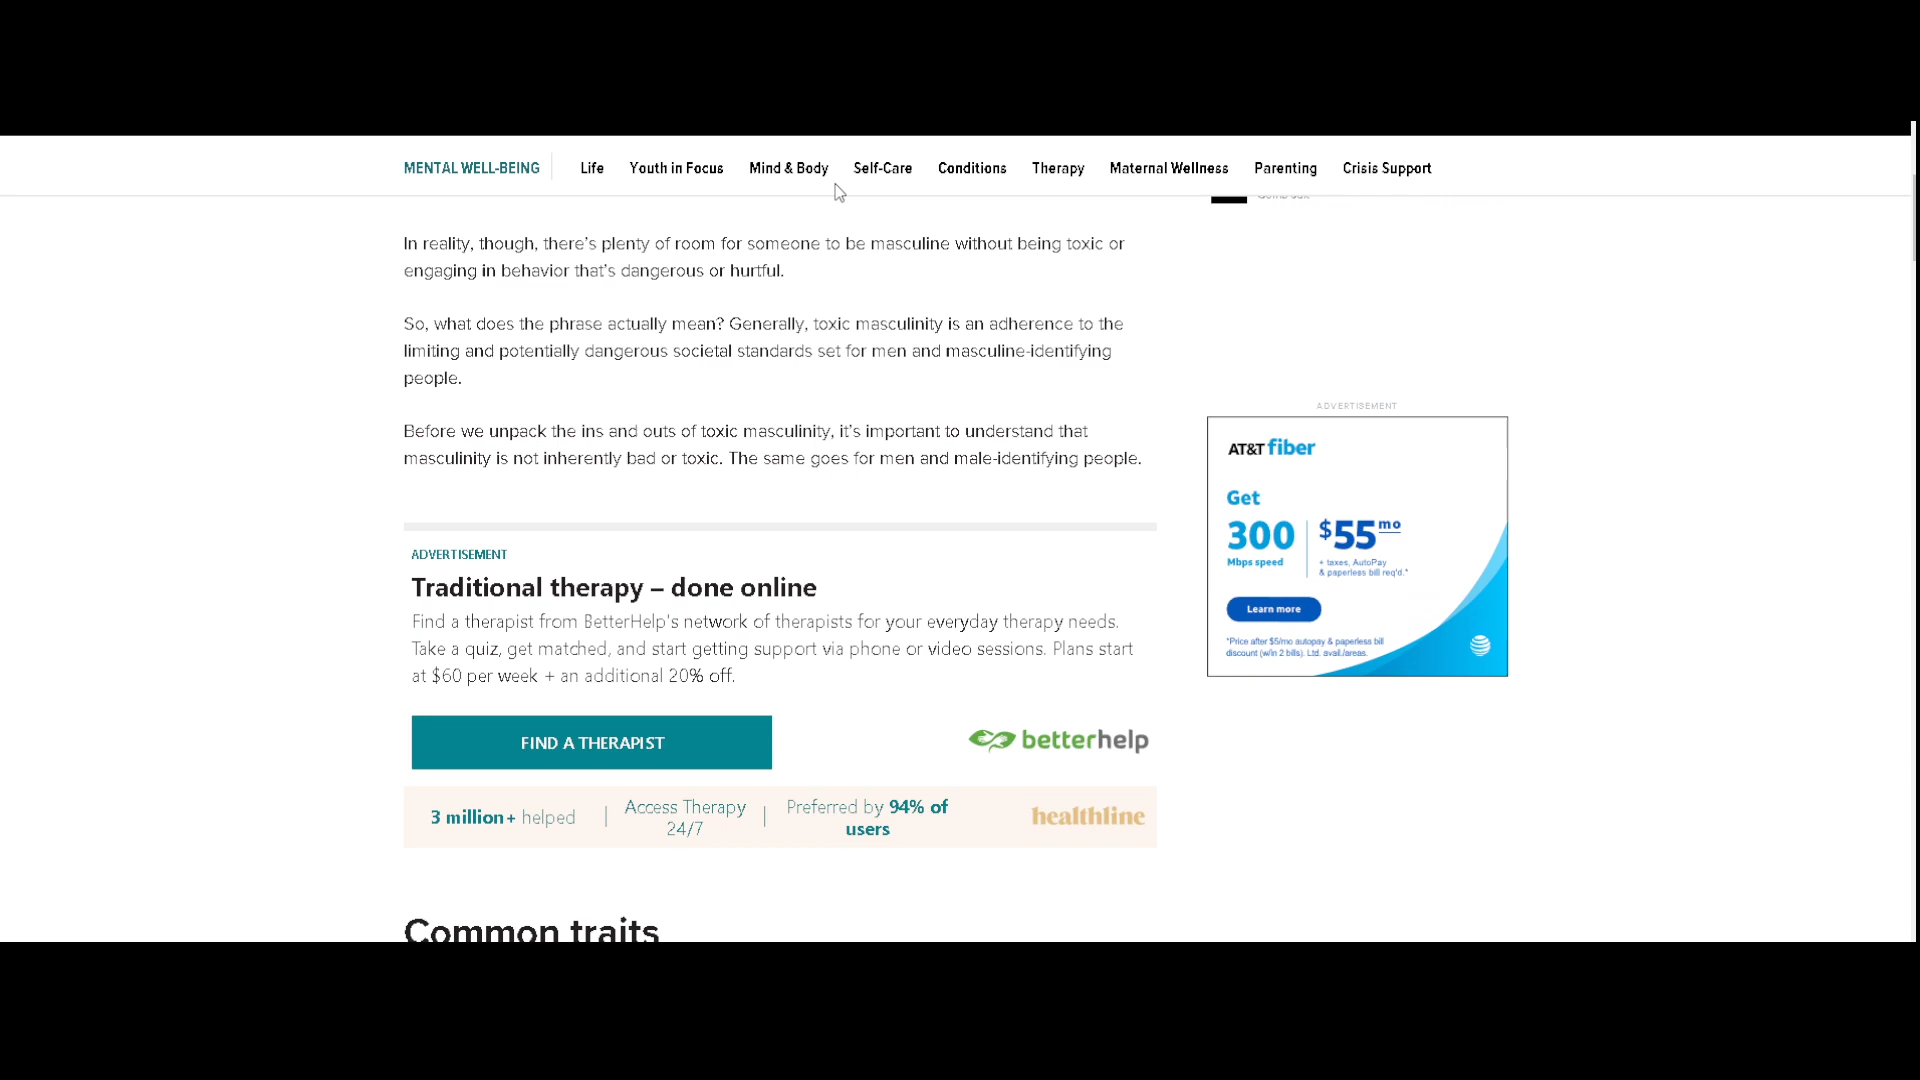 MENTAL WELL-BEING Life Youth in Focus Mind & Body Self-Care Conditions Therapy Maternal Wellness Parenting Crisis Support
In reality, though, there’s plenty of room for someone to be masculine without being toxic or
engaging in behavior that’s dangerous or hurtful.
So, what does the phrase actually mean? Generally, toxic masculinity is an adherence to the
limiting and potentially dangerous societal standards set for men and masculine-identifying
people.
Before we unpack the ins and outs of toxic masculinity, it’s important to understand that
masculinity is not inherently bad or toxic. The same goes for men and male-identifying people.
ADVERTISEMENT
Traditional therapy – done online
Find a therapist from BetterHelp's network of therapists for your everyday therapy needs.
Take a quiz, get matched, and start getting support via phone or video sessions. Plans start
at $60 per week + an additional 20% off.
FIND A THERAPIST
betterhelp
3 million+ helped
Access Therapy
24/7
Preferred by 94% of
users
healthline
Common traits
ADVERTISEMENT
AT&T fiber
Get
300
Mbps speed
$55 mo
+ taxes, AutoPay
& paperless bill req'd.*
Learn more
*Price after $5/mo autopay & paperless bill
discount (w/in 2 bills). Ltd. avail./areas.